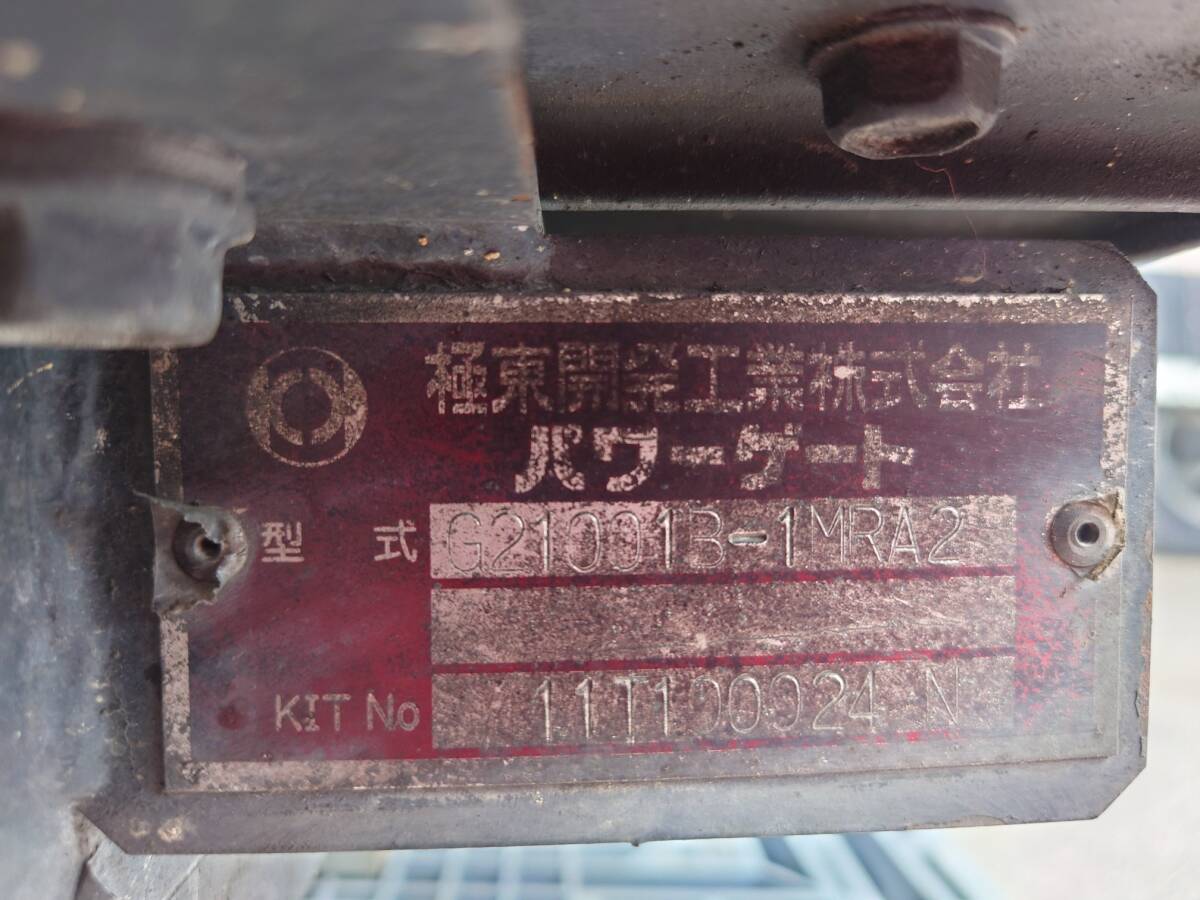 極東開発工業株式会社
パワーゲート
型 式 G21001B-1MRA2
KIT No 11T100024 N